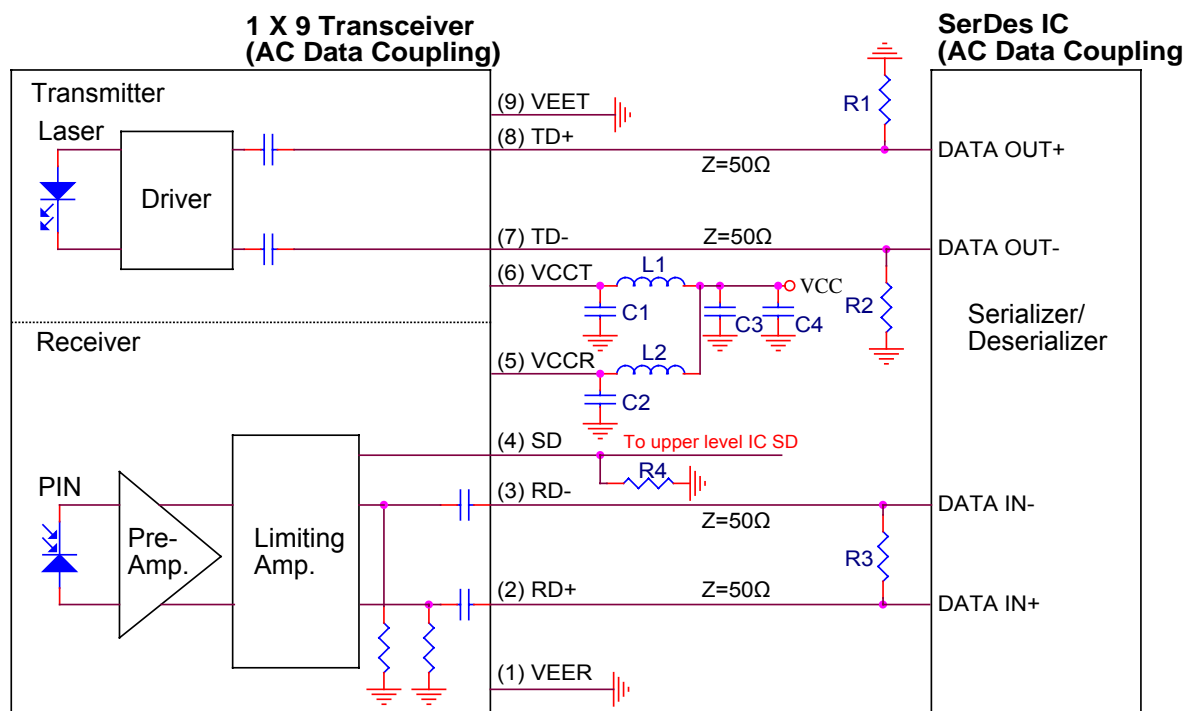 1 X 9 Transceiver
(AC Data Coupling)
SerDes IC
(AC Data Coupling
Transmitter
Laser
Driver
(9) VEET
(8) TD+
Z=50Ω
R1
DATA OUT+
(7) TD-
Z=50Ω
DATA OUT-
(6) VCCT
L1
VCC
C1
C3
C4
R2
Serializer/
Deserializer
Receiver
(5) VCCR
L2
C2
(4) SD
To upper level IC SD
R4
PIN
Pre-
Amp.
Limiting
Amp.
(3) RD-
Z=50Ω
DATA IN-
R3
(2) RD+
Z=50Ω
DATA IN+
(1) VEER